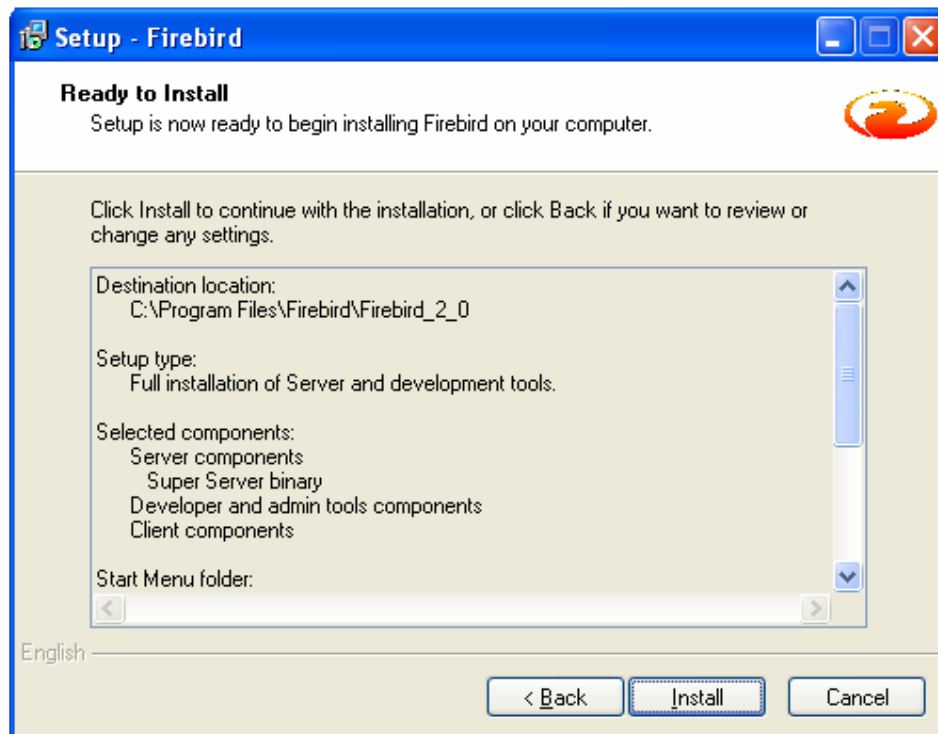 Setup - Firebird
Ready to Install
Setup is now ready to begin installing Firebird on your computer.
Click Install to continue with the installation, or click Back if you want to review or
change any settings.
Destination location:
C:\Program Files\Firebird\Firebird_2_0
Setup type:
Full installation of Server and development tools.
Selected components:
Server components
Super Server binary
Developer and admin tools components
Client components
Start Menu folder:
English
< Back
Install
Cancel